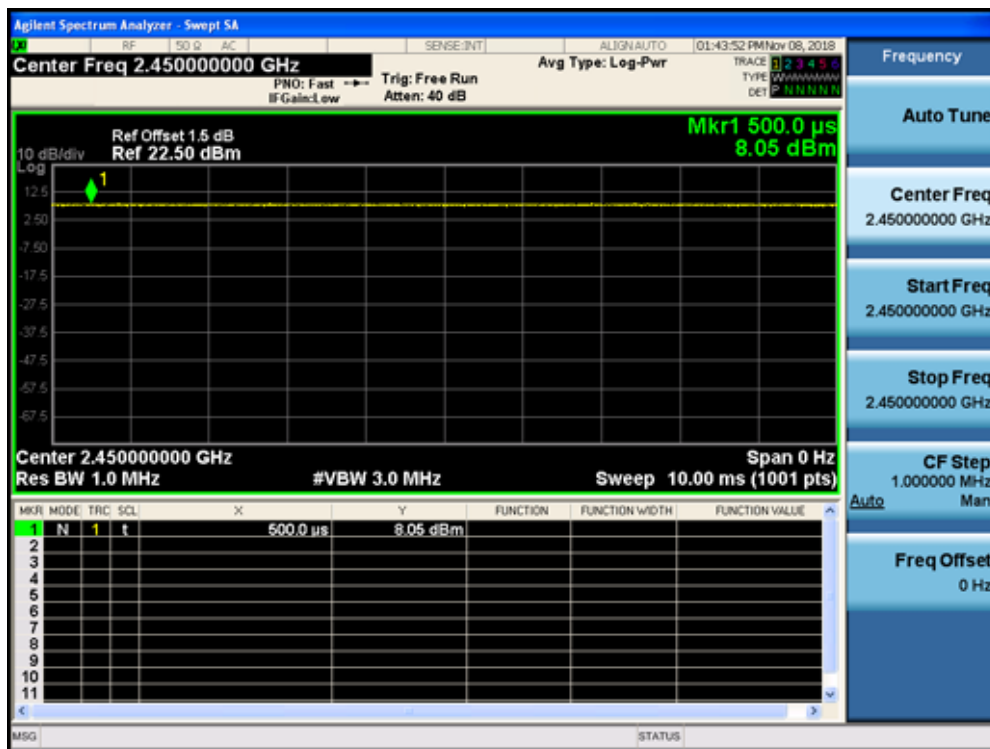 Agilent Spectrum Analyzer - Swept SA
RF 50 Ω AC SENSE:INT ALIGNAUTO 01:43:52 PM Nov 08, 2018
Center Freq 2.450000000 GHz
PNO: Fast
IFGain:Low
Trig: Free Run
Atten: 40 dB
Avg Type: Log-Pwr
TRACE 1 2 3 4 5 6
TYPE WWWWWWW
DET P N N N N N
Ref Offset 1.5 dB
Ref 22.50 dBm
10 dB/div
Log
Mkr1 500.0 µs
8.05 dBm
1
12.5
2.50
-7.50
-17.5
-27.5
-37.5
-47.5
-57.5
-67.5
Center 2.450000000 GHz Span 0 Hz
Res BW 1.0 MHz #VBW 3.0 MHz Sweep 10.00 ms (1001 pts)
MKR MODE TRC SCL X Y FUNCTION FUNCTION WIDTH FUNCTION VALUE
1 N 1 t 500.0 µs 8.05 dBm
2
3
4
5
6
7
8
9
10
11
MSG STATUS
Frequency
Auto Tune
Center Freq
2.450000000 GHz
Start Freq
2.450000000 GHz
Stop Freq
2.450000000 GHz
CF Step
1.000000 MHz
Auto Man
Freq Offset
0 Hz